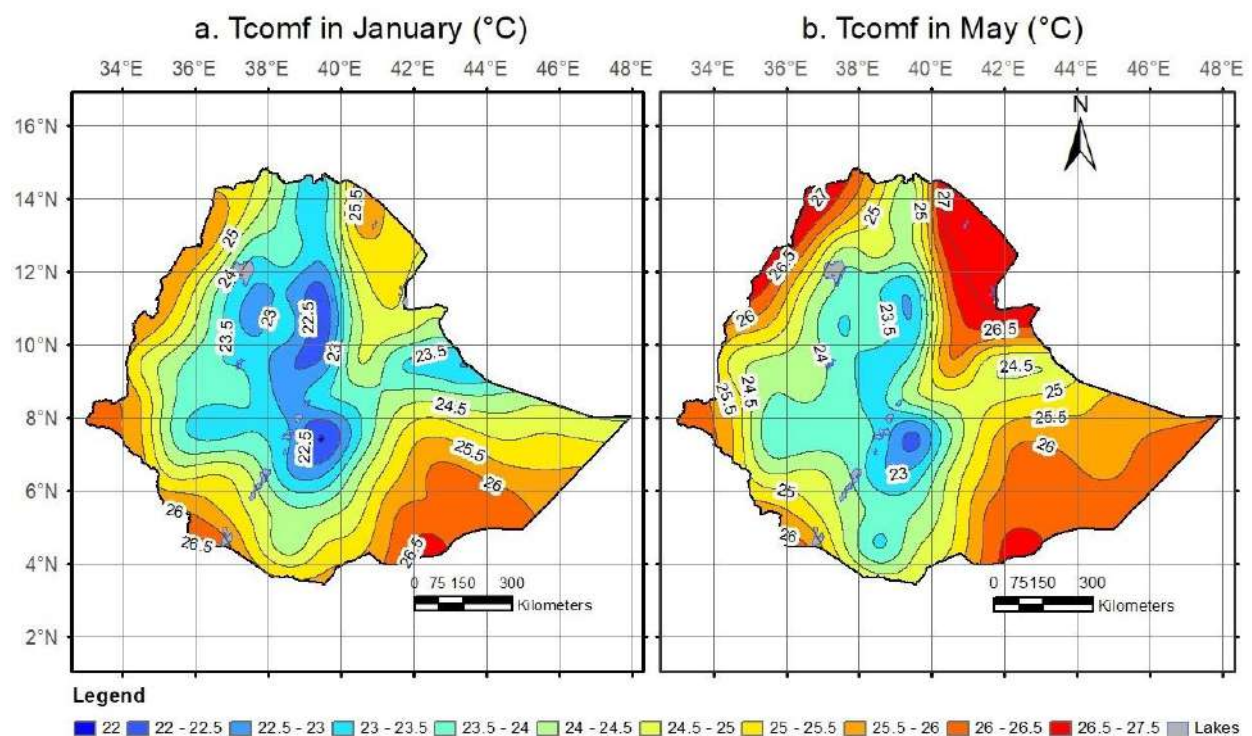 a. Tcomf in January (°C)
b. Tcomf in May (°C)
34°E 36°E 38°E 40°E 42°E 44°E 46°E 48°E
34°E 36°E 38°E 40°E 42°E 44°E 46°E 48°E
N
16°N
14°N
12°N
10°N
8°N
6°N
4°N
2°N
25.5
25
24
23
22.5
23.5
23
23.5
24.5
22.5
25.5
26
26
26.5
26.5
27
25
25
27
26.5
26
23.5
26.5
24
24.5
24.5
25
25.5
25.5
26
23
25
26
0 75 150 300
Kilometers
0 75 150 300
Kilometers
Legend
22 22 - 22.5 22.5 - 23 23 - 23.5 23.5 - 24 24 - 24.5 24.5 - 25 25 - 25.5 25.5 - 26 26 - 26.5 26.5 - 27.5 Lakes